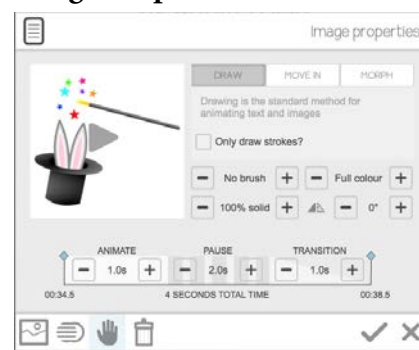 Image properties
DRAW MOVE IN MORPH
Drawing is the standard method for
animating text and images
Only draw strokes?
− No brush + − Full colour +
− 100% solid + − 0° +
ANIMATE PAUSE TRANSITION
− 1.0s + − 2.0s + − 1.0s +
00:34.5 4 SECONDS TOTAL TIME 00:38.5